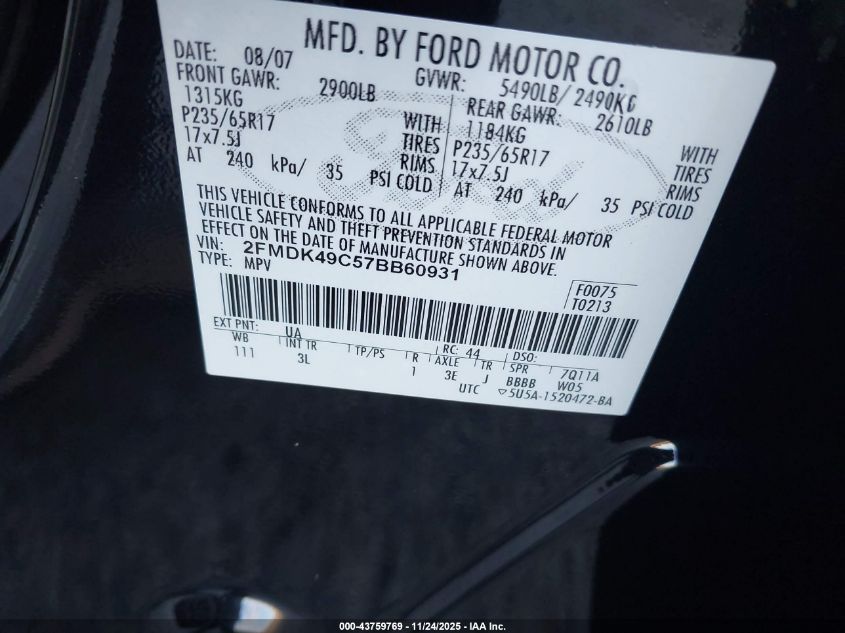 MFD. BY FORD MOTOR CO.
DATE: 08/07 GVWR: 5490LB/ 2490KG
FRONT GAWR: 2900LB REAR GAWR: 2610LB
1315KG WITH 1184KG WITH
P235/65R17 TIRES P235/65R17 TIRES
17x7.5J RIMS 17x7.5J RIMS
AT 240 kPa/ 35 PSI COLD AT 240 kPa/ 35 PSI COLD
THIS VEHICLE CONFORMS TO ALL APPLICABLE FEDERAL MOTOR
VEHICLE SAFETY AND THEFT PREVENTION STANDARDS IN
EFFECT ON THE DATE OF MANUFACTURE SHOWN ABOVE.
VIN: 2FMDK49C57BB60931
TYPE: MPV
F0075
T0213
EXT PNT: UA RC: 44 DSO:
WB INT TR TP/PS R AXLE TR SPR 7Q11A
111 3L 1 3E J BBBB W05
UTC ▽5U5A-1520472-BA
Ford
000-43759769 - 11/24/2025 - IAA Inc.